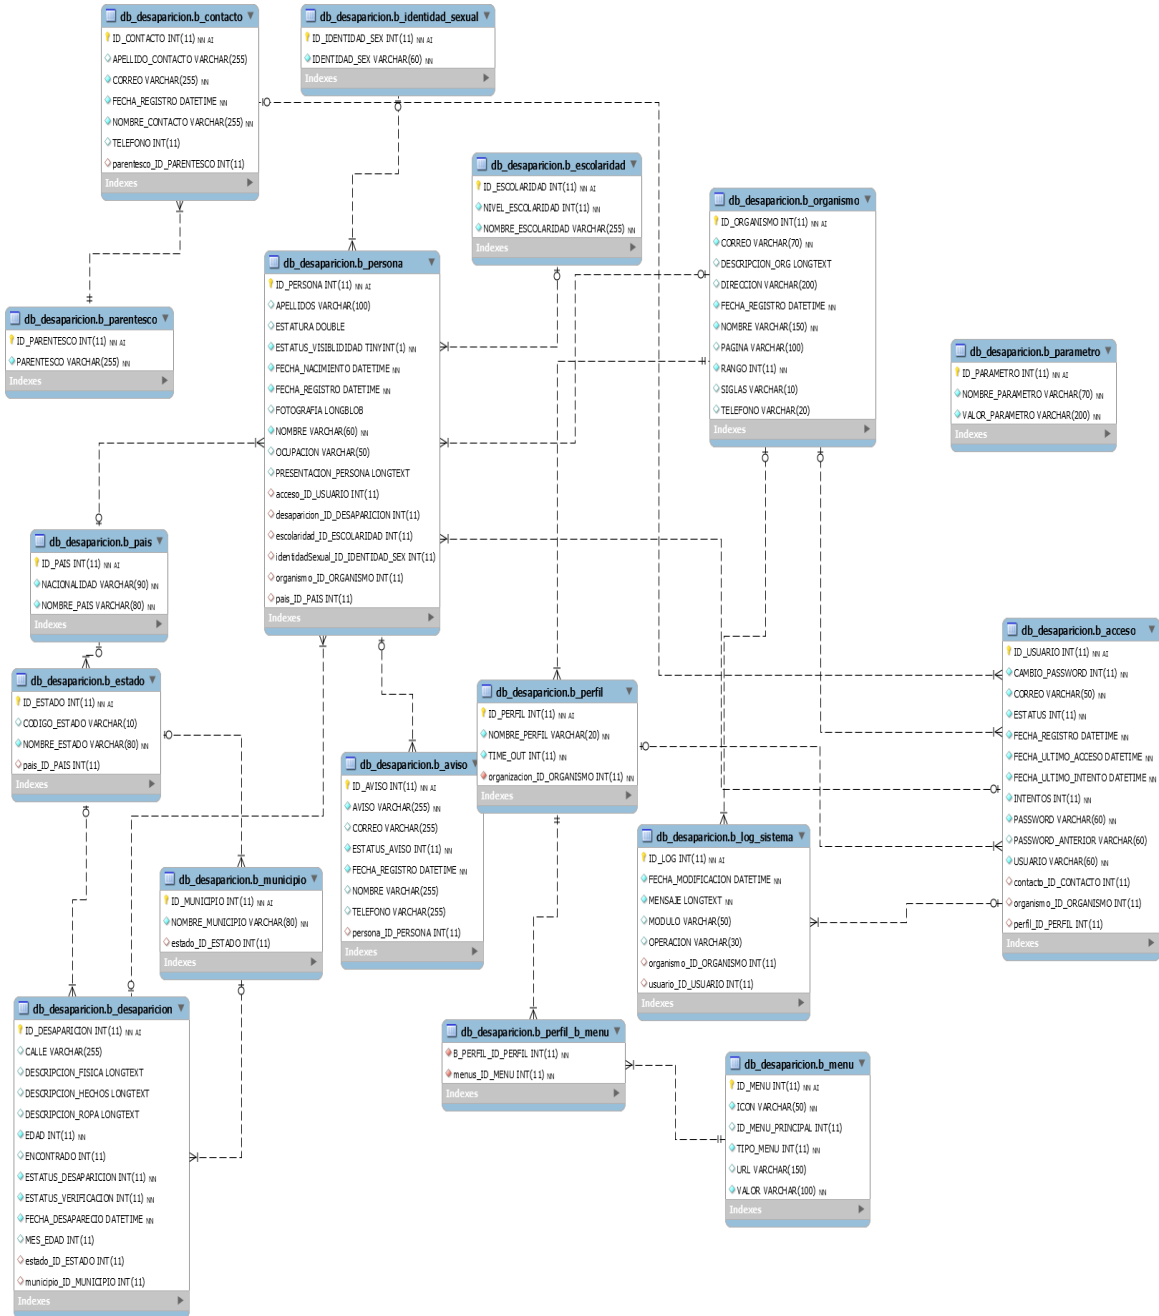 db_desaparicion.b_contacto
ID_CONTACTO INT(11) NN AI
APELLIDO_CONTACTO VARCHAR(255)
CORREO VARCHAR(255) NN
FECHA_REGISTRO DATETIME NN
NOMBRE_CONTACTO VARCHAR(255) NN
TELEFONO INT(11)
parentesco_ID_PARENTESCO INT(11)
Indexes
db_desaparicion.b_identidad_sexual
ID_IDENTIDAD_SEX INT(11) NN AI
IDENTIDAD_SEX VARCHAR(60) NN
Indexes
db_desaparicion.b_escolaridad
ID_ESCOLARIDAD INT(11) NN AI
NIVEL_ESCOLARIDAD INT(11) NN
NOMBRE_ESCOLARIDAD VARCHAR(255) NN
Indexes
db_desaparicion.b_organismo
ID_ORGANISMO INT(11) NN AI
CORREO VARCHAR(70) NN
DESCRIPCION_ORG LONGTEXT
DIRECCION VARCHAR(200)
FECHA_REGISTRO DATETIME NN
NOMBRE VARCHAR(150) NN
PAGINA VARCHAR(100)
RANGO INT(11) NN
SIGLAS VARCHAR(10)
TELEFONO VARCHAR(20)
Indexes
db_desaparicion.b_persona
ID_PERSONA INT(11) NN AI
APELLIDOS VARCHAR(100)
ESTATURA DOUBLE
ESTATUS_VISIBLIDIDAD TINYINT(1) NN
FECHA_NACIMIENTO DATETIME NN
FECHA_REGISTRO DATETIME NN
FOTOGRAFIA LONGBLOB
NOMBRE VARCHAR(60) NN
OCUPACION VARCHAR(50)
PRESENTACION_PERSONA LONGTEXT
acceso_ID_USUARIO INT(11)
desaparicion_ID_DESAPARICION INT(11)
escolaridad_ID_ESCOLARIDAD INT(11)
identidadSexual_ID_IDENTIDAD_SEX INT(11)
organismo_ID_ORGANISMO INT(11)
pais_ID_PAIS INT(11)
Indexes
db_desaparicion.b_parentesco
ID_PARENTESCO INT(11) NN AI
PARENTESCO VARCHAR(255) NN
Indexes
db_desaparicion.b_parametro
ID_PARAMETRO INT(11) NN AI
NOMBRE_PARAMETRO VARCHAR(70) NN
VALOR_PARAMETRO VARCHAR(200) NN
Indexes
db_desaparicion.b_pais
ID_PAIS INT(11) NN AI
NACIONALIDAD VARCHAR(90) NN
NOMBRE_PAIS VARCHAR(80) NN
Indexes
db_desaparicion.b_estado
ID_ESTADO INT(11) NN AI
CODIGO_ESTADO VARCHAR(10)
NOMBRE_ESTADO VARCHAR(80) NN
pais_ID_PAIS INT(11)
Indexes
db_desaparicion.b_acceso
ID_USUARIO INT(11) NN AI
CAMBIO_PASSWORD INT(11) NN
CORREO VARCHAR(50) NN
ESTATUS INT(11) NN
FECHA_REGISTRO DATETIME NN
FECHA_ULTIMO_ACCESO DATETIME NN
FECHA_ULTIMO_INTENTO DATETIME NN
INTENTOS INT(11) NN
PASSWORD VARCHAR(60) NN
PASSWORD_ANTERIOR VARCHAR(60)
USUARIO VARCHAR(60) NN
contacto_ID_CONTACTO INT(11)
organismo_ID_ORGANISMO INT(11)
perfil_ID_PERFIL INT(11)
Indexes
db_desaparicion.b_perfil
ID_PERFIL INT(11) NN AI
NOMBRE_PERFIL VARCHAR(20) NN
TIME_OUT INT(11) NN
organizacion_ID_ORGANISMO INT(11) NN
Indexes
db_desaparicion.b_aviso
ID_AVISO INT(11) NN AI
AVISO VARCHAR(255) NN
CORREO VARCHAR(255)
ESTATUS_AVISO INT(11) NN
FECHA_REGISTRO DATETIME NN
NOMBRE VARCHAR(255)
TELEFONO VARCHAR(255)
persona_ID_PERSONA INT(11)
Indexes
db_desaparicion.b_log_sistema
ID_LOG INT(11) NN AI
FECHA_MODIFICACION DATETIME NN
MENSAJE LONGTEXT NN
MODULO VARCHAR(50)
OPERACION VARCHAR(30)
organismo_ID_ORGANISMO INT(11)
usuario_ID_USUARIO INT(11)
Indexes
db_desaparicion.b_municipio
ID_MUNICIPIO INT(11) NN AI
NOMBRE_MUNICIPIO VARCHAR(80) NN
estado_ID_ESTADO INT(11)
Indexes
db_desaparicion.b_desaparicion
ID_DESAPARICION INT(11) NN AI
CALLE VARCHAR(255)
DESCRIPCION_FISICA LONGTEXT
DESCRIPCION_HECHOS LONGTEXT
DESCRIPCION_ROPA LONGTEXT
EDAD INT(11) NN
ENCONTRADO INT(11)
ESTATUS_DESAPARICION INT(11) NN
ESTATUS_VERIFICACION INT(11) NN
FECHA_DESAPARECIO DATETIME NN
MES_EDAD INT(11)
estado_ID_ESTADO INT(11)
municipio_ID_MUNICIPIO INT(11)
Indexes
db_desaparicion.b_perfil_b_menu
B_PERFIL_ID_PERFIL INT(11) NN
menus_ID_MENU INT(11) NN
Indexes
db_desaparicion.b_menu
ID_MENU INT(11) NN AI
ICON VARCHAR(50) NN
ID_MENU_PRINCIPAL INT(11)
TIPO_MENU INT(11) NN
URL VARCHAR(150)
VALOR VARCHAR(100) NN
Indexes